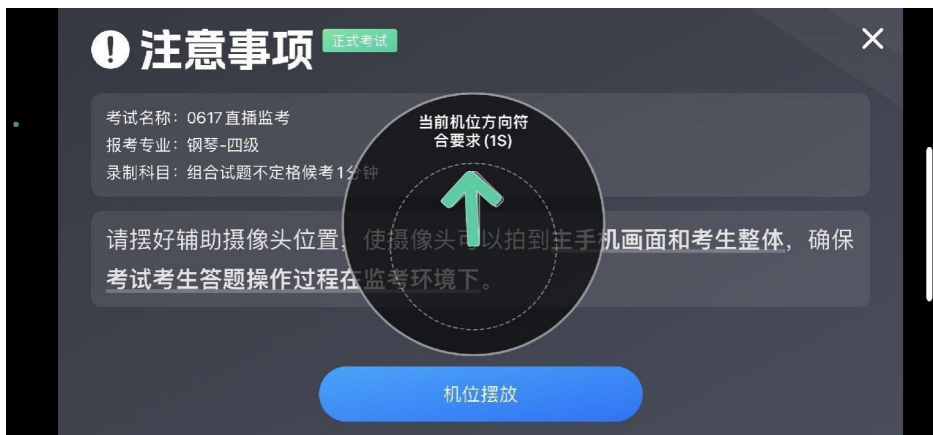 注意事项 正式考试
考试名称：0617直播监考
报考专业：钢琴-四级
录制科目：组合试题不定格候考1分钟
当前机位方向符
合要求(1S)
请摆好辅助摄像头位置，使摄像头可以拍到主手机画面和考生整体，确保
考试考生答题操作过程在监考环境下。
机位摆放